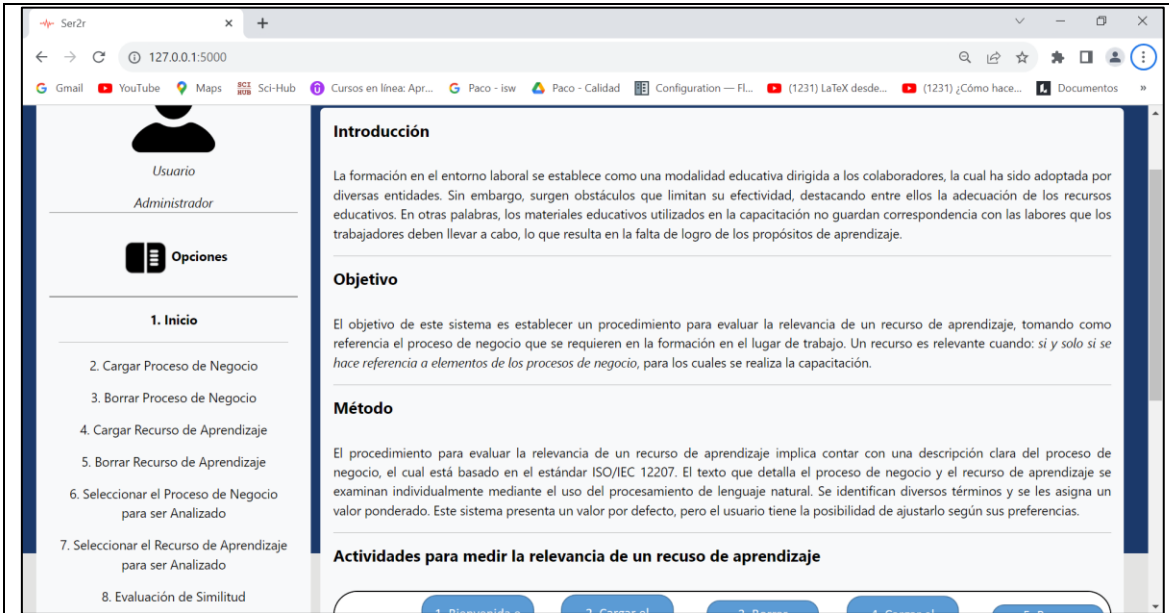 Ser2r
127.0.0.1:5000
Gmail YouTube Maps SCI HUB Sci-Hub Cursos en línea: Apr... Paco - isw Paco - Calidad Configuration — Fl... (1231) LaTeX desde... (1231) ¿Cómo hace... Documentos »
Usuario
Administrador
Opciones
1. Inicio
2. Cargar Proceso de Negocio
3. Borrar Proceso de Negocio
4. Cargar Recurso de Aprendizaje
5. Borrar Recurso de Aprendizaje
6. Seleccionar el Proceso de Negocio
para ser Analizado
7. Seleccionar el Recurso de Aprendizaje
para ser Analizado
8. Evaluación de Similitud
Introducción
La formación en el entorno laboral se establece como una modalidad educativa dirigida a los colaboradores, la cual ha sido adoptada por
diversas entidades. Sin embargo, surgen obstáculos que limitan su efectividad, destacando entre ellos la adecuación de los recursos
educativos. En otras palabras, los materiales educativos utilizados en la capacitación no guardan correspondencia con las labores que los
trabajadores deben llevar a cabo, lo que resulta en la falta de logro de los propósitos de aprendizaje.
Objetivo
El objetivo de este sistema es establecer un procedimiento para evaluar la relevancia de un recurso de aprendizaje, tomando como
referencia el proceso de negocio que se requieren en la formación en el lugar de trabajo. Un recurso es relevante cuando: si y solo si se
hace referencia a elementos de los procesos de negocio, para los cuales se realiza la capacitación.
Método
El procedimiento para evaluar la relevancia de un recurso de aprendizaje implica contar con una descripción clara del proceso de
negocio, el cual está basado en el estándar ISO/IEC 12207. El texto que detalla el proceso de negocio y el recurso de aprendizaje se
examinan individualmente mediante el uso del procesamiento de lenguaje natural. Se identifican diversos términos y se les asigna un
valor ponderado. Este sistema presenta un valor por defecto, pero el usuario tiene la posibilidad de ajustarlo según sus preferencias.
Actividades para medir la relevancia de un recuso de aprendizaje
1. Bienvenida 2. Cargar el 3. Borrar 4. Cargar el